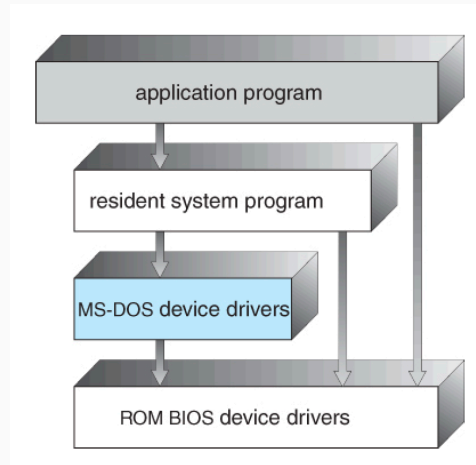 application program
resident system program
MS-DOS device drivers
ROM BIOS device drivers